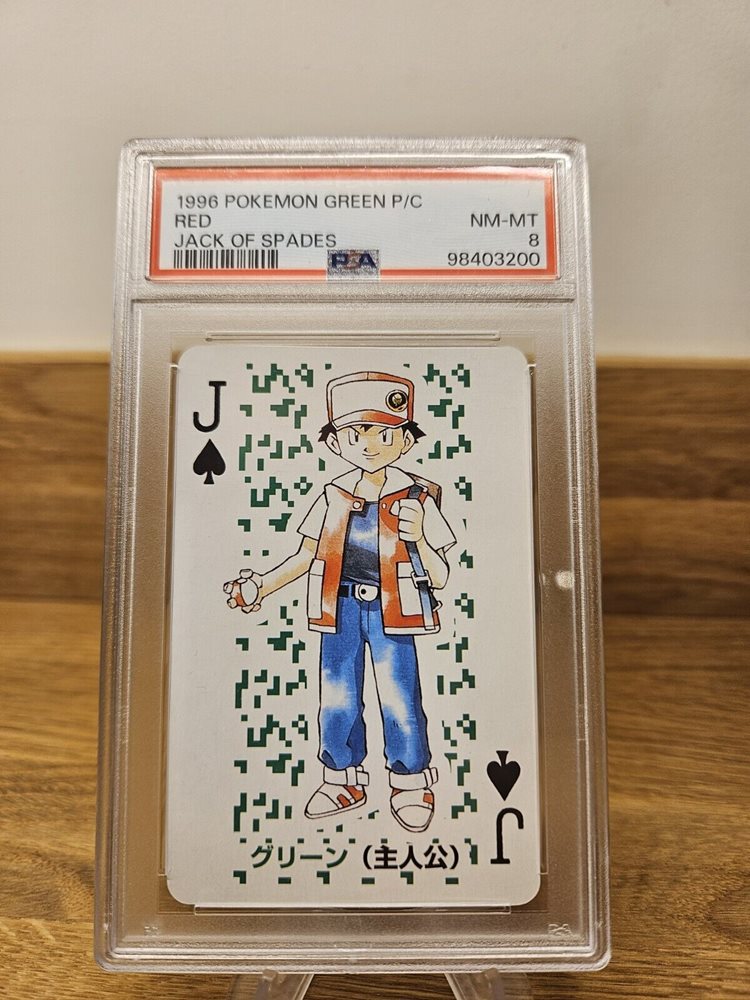 1996 POKEMON GREEN P/C
RED NM-MT
JACK OF SPADES 8
PSA 98403200
J
グリーン（主人公）
J